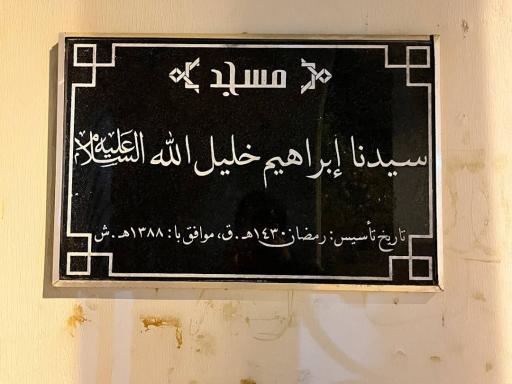 مسجد
سيدنا إبراهيم خليل الله عليه السلام
تاريخ تأسيس: رمضان ١٤٣٠هـ.ق، موافق با: ١٣٨٨هـ.ش